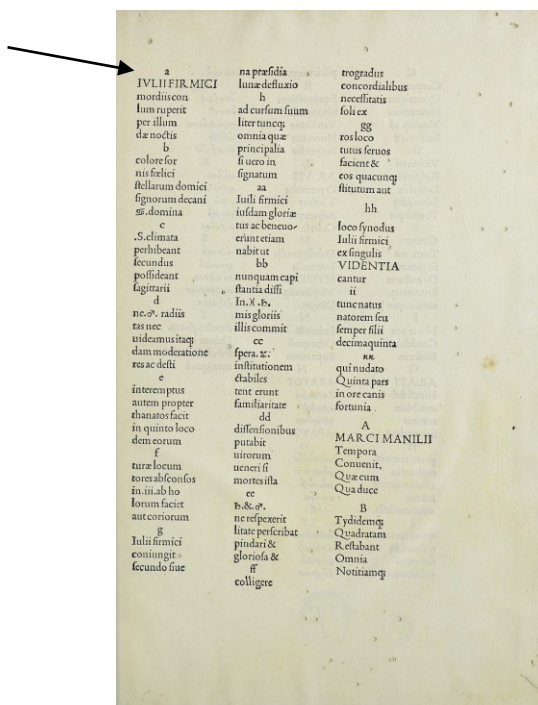 a
IVLII FIRMICI
mordiis con
lum ruperit
per illum
dæ noctis
b
colore for
nis fœlici
ſtellarum domici
ſignorum decani
♋.domina
c
.S.climata
perhibeant
ſecundus
poſſideant
ſagittarii
d
ne.♂. radiis
tas nec
uideamus itaq;
dam moderatione
res ac deſti
e
interemptus
autem propter
thanatos facit
in quinto loco
dem eorum
f
turæ locum
tores abſconſos
in.iii.ab ho
lorum faciet
aut coriorum
g
Iulii firmici
coniungit
ſecundo ſiue
na præſidia
lunæ defluxio
h
ad curſum ſuum
liter tuncq;
omnia quæ
principalia
ſi uero in
ſignatum
aa
Iuili firmici
iuſdam gloriæ
tus ac beneuo-
erunt etiam
nabit ut
bb
nunquam capi
ſtantia diſſi
In.♓.♄.
mis gloriis
illis commit
cc
ſpera.
inſtitutionem
ctabiles
tent erunt
familiaritate
dd
diſſenſionibus
putabit
uirorum
ueneri ſi
mortes iſta
ee
♄.&.♂.
ne reſpexerit
litate perſcribat
pindari &
glorioſa &
ff
colligere
trogradus
concordialibus
neceſſitatis
ſoli ex
gg
ros loco
tutus ſeruos
facient &
eos quacunq;
ſtitutum aut
hh
loco ſynodus
Iulii firmici
ex ſingulis
VIDENTIA
cantur
ii
tunc natus
natorem ſeu
ſemper filii
decimaquinta
KK
qui nudato
Quinta pars
in ore canis
fortunia
A
MARCI MANILII
Tempora
Conuenit,
Quæcum
Qua duce
B
Tydidemq;
Quadratam
Reſtabant
Omnia
Notitiamq;